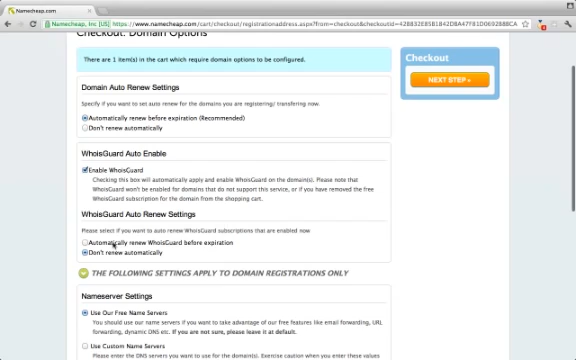 Namecheap.com
Namecheap, Inc [US]
https://www.namecheap.com/cart/checkout/registrationaddress.aspx?from=checkout&checkoutid=
Checkout: Domain Options
There are 1 item(s) in the cart which require domain options to be configured.
Checkout
NEXT STEP
Domain Auto Renew Settings
Specify if you want to set auto renew for the domains you are registering/ transfering now.
Automatically renew before expiration (Recommended)
Don't renew automatically
WhoisGuard Auto Enable
Enable WhoisGuard
Checking this box will automatically apply and enable WhoisGuard on the domain(s). Please note that
WhoisGuard won't be enabled for domains that do not support this service, or if you have removed the free
WhoisGuard subscription for the domain from the shopping cart.
WhoisGuard Auto Renew Settings
Please select if you want to auto renew WhoisGuard subscriptions that are enabled now
Automatically renew WhoisGuard before expiration
Don't renew automatically
THE FOLLOWING SETTINGS APPLY TO DOMAIN REGISTRATIONS ONLY
Nameserver Settings
Use Our Free Name Servers
You should use our name servers if you want to take advantage of our free features like email forwarding, URL
forwarding, dynamic DNS etc. If you are not sure, please leave it at default.
Use Custom Name Servers
Please enter the DNS servers you want to use for the domain(s). Exercise caution when you enter these values